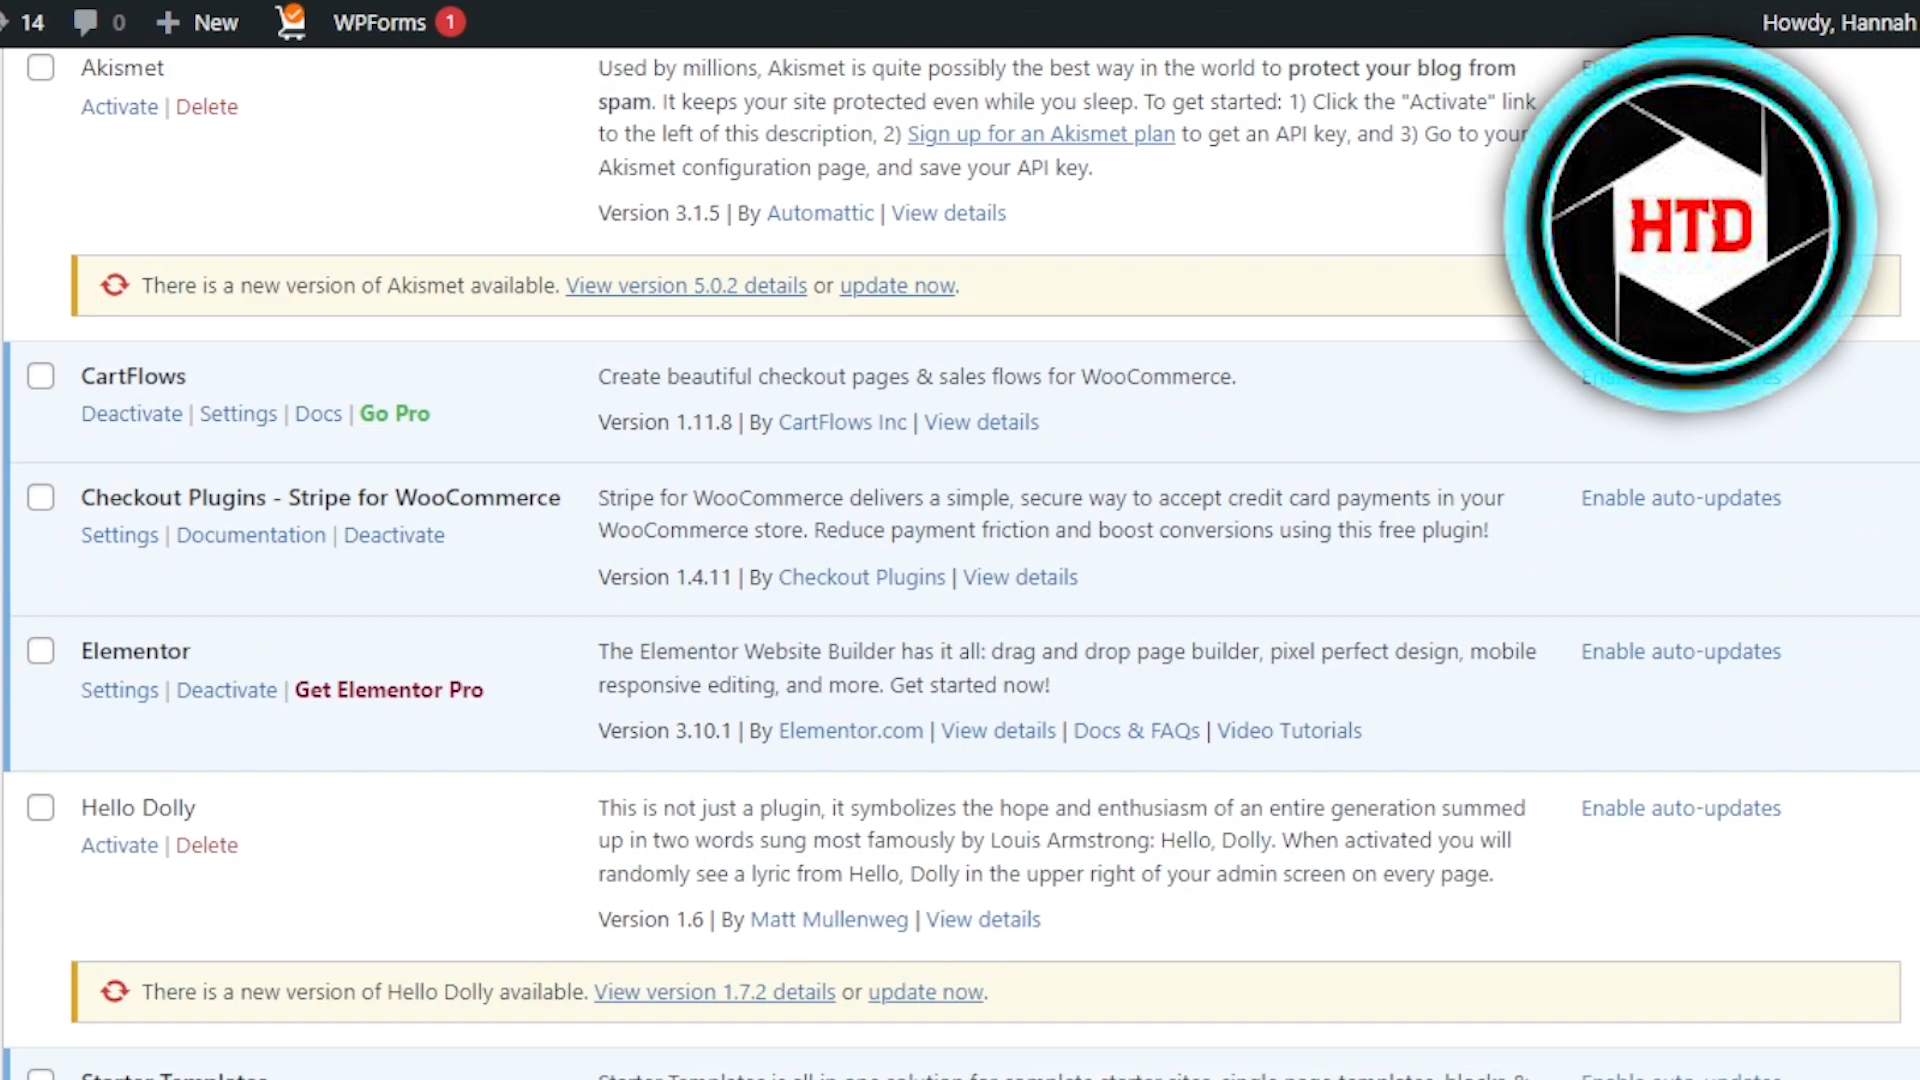 14 0 New WPForms 1 Howdy, Hannah
Akismet
Activate | Delete
Used by millions, Akismet is quite possibly the best way in the world to protect your blog from
spam. It keeps your site protected even while you sleep. To get started: 1) Click the "Activate" link
to the left of this description, 2) Sign up for an Akismet plan to get an API key, and 3) Go to your
Akismet configuration page, and save your API key.
Version 3.1.5 | By Automattic | View details
HTD
There is a new version of Akismet available. View version 5.0.2 details or update now.
CartFlows
Deactivate | Settings | Docs | Go Pro
Create beautiful checkout pages & sales flows for WooCommerce.
Version 1.11.8 | By CartFlows Inc | View details
Checkout Plugins - Stripe for WooCommerce
Settings | Documentation | Deactivate
Stripe for WooCommerce delivers a simple, secure way to accept credit card payments in your
WooCommerce store. Reduce payment friction and boost conversions using this free plugin!
Version 1.4.11 | By Checkout Plugins | View details
Enable auto-updates
Elementor
Settings | Deactivate | Get Elementor Pro
The Elementor Website Builder has it all: drag and drop page builder, pixel perfect design, mobile
responsive editing, and more. Get started now!
Version 3.10.1 | By Elementor.com | View details | Docs & FAQs | Video Tutorials
Enable auto-updates
Hello Dolly
Activate | Delete
This is not just a plugin, it symbolizes the hope and enthusiasm of an entire generation summed
up in two words sung most famously by Louis Armstrong: Hello, Dolly. When activated you will
randomly see a lyric from Hello, Dolly in the upper right of your admin screen on every page.
Version 1.6 | By Matt Mullenweg | View details
Enable auto-updates
There is a new version of Hello Dolly available. View version 1.7.2 details or update now.
Starter Templates